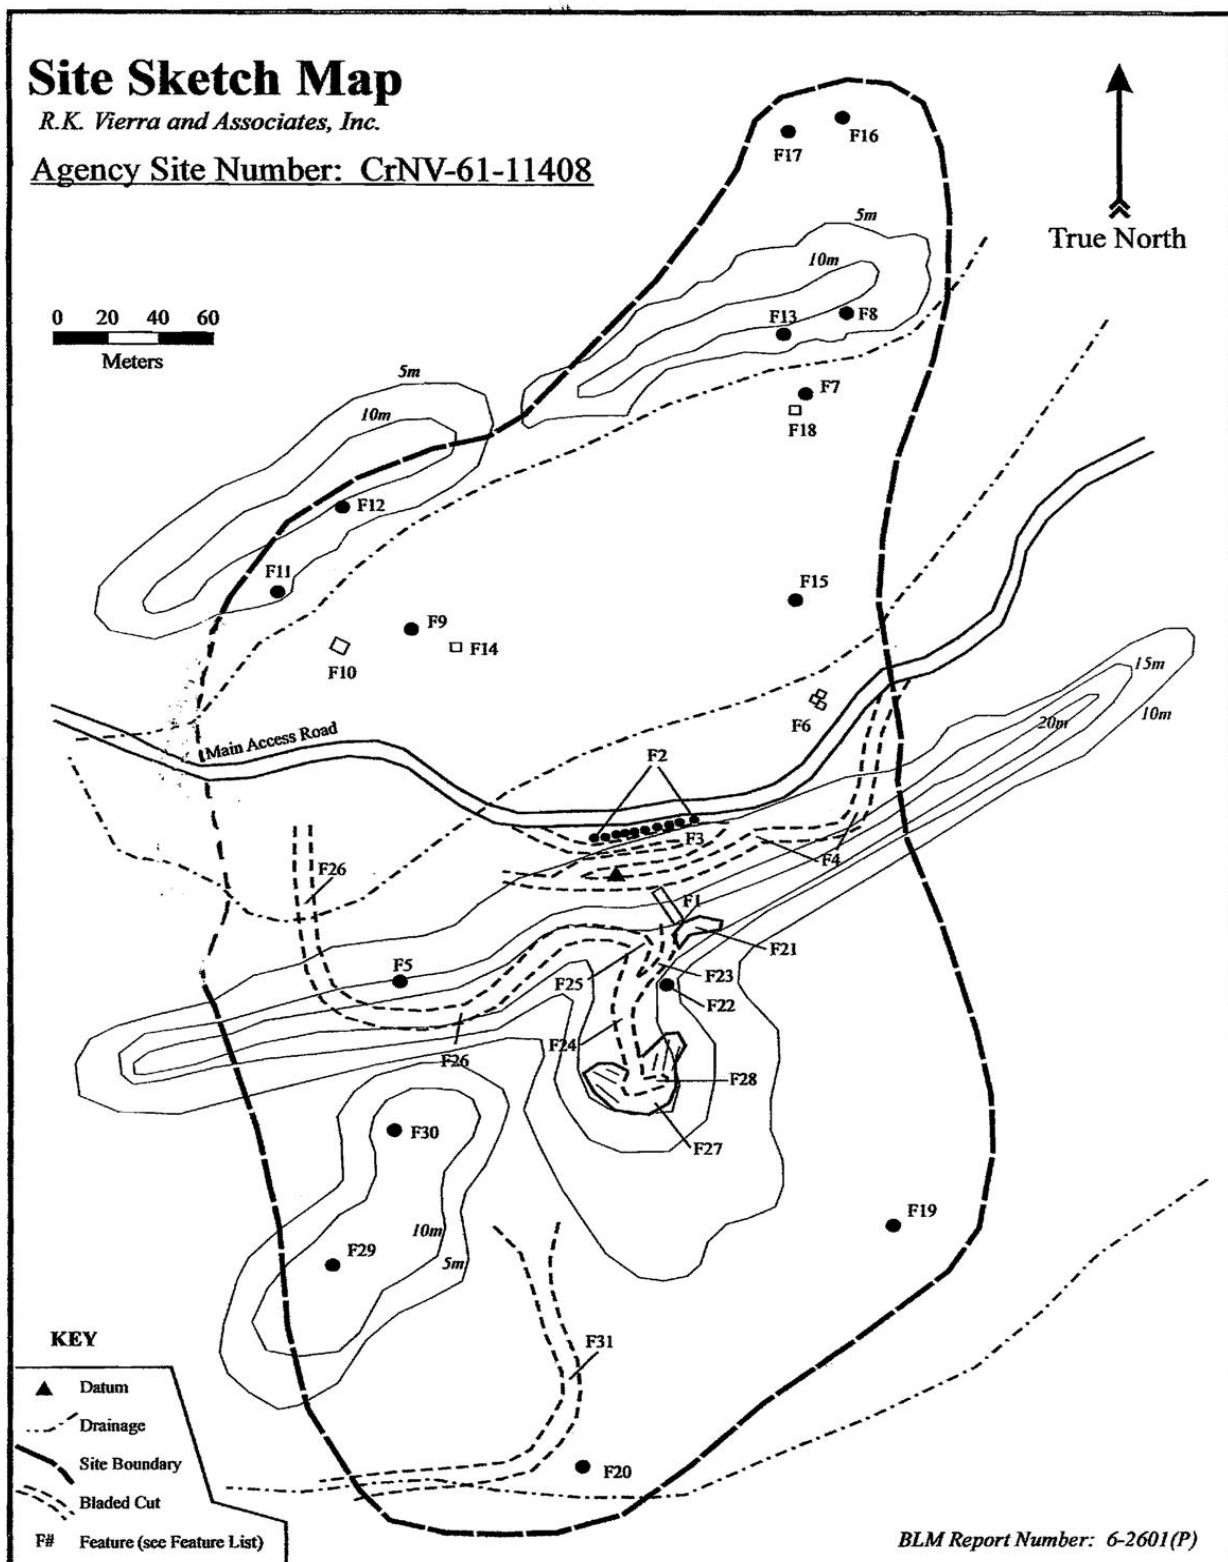 Site Sketch Map
R.K. Vierra and Associates, Inc.
Agency Site Number: CrNV-61-11408
F16
F17
True North
5m
10m
0 20 40 60
Meters
F13
F8
5m
F7
10m
F18
F12
F11
F15
F9
F14
F10
15m
F6
10m
20m
Main Access Road
F2
F3
F4
F26
F1
F21
F5
F23
F25
F22
F24
F26
F28
F30
F27
F19
10m
F29
5m
KEY
F31
Datum
Drainage
Site Boundary
F20
Bladed Cut
F# Feature (see Feature List)
BLM Report Number: 6-2601(P)